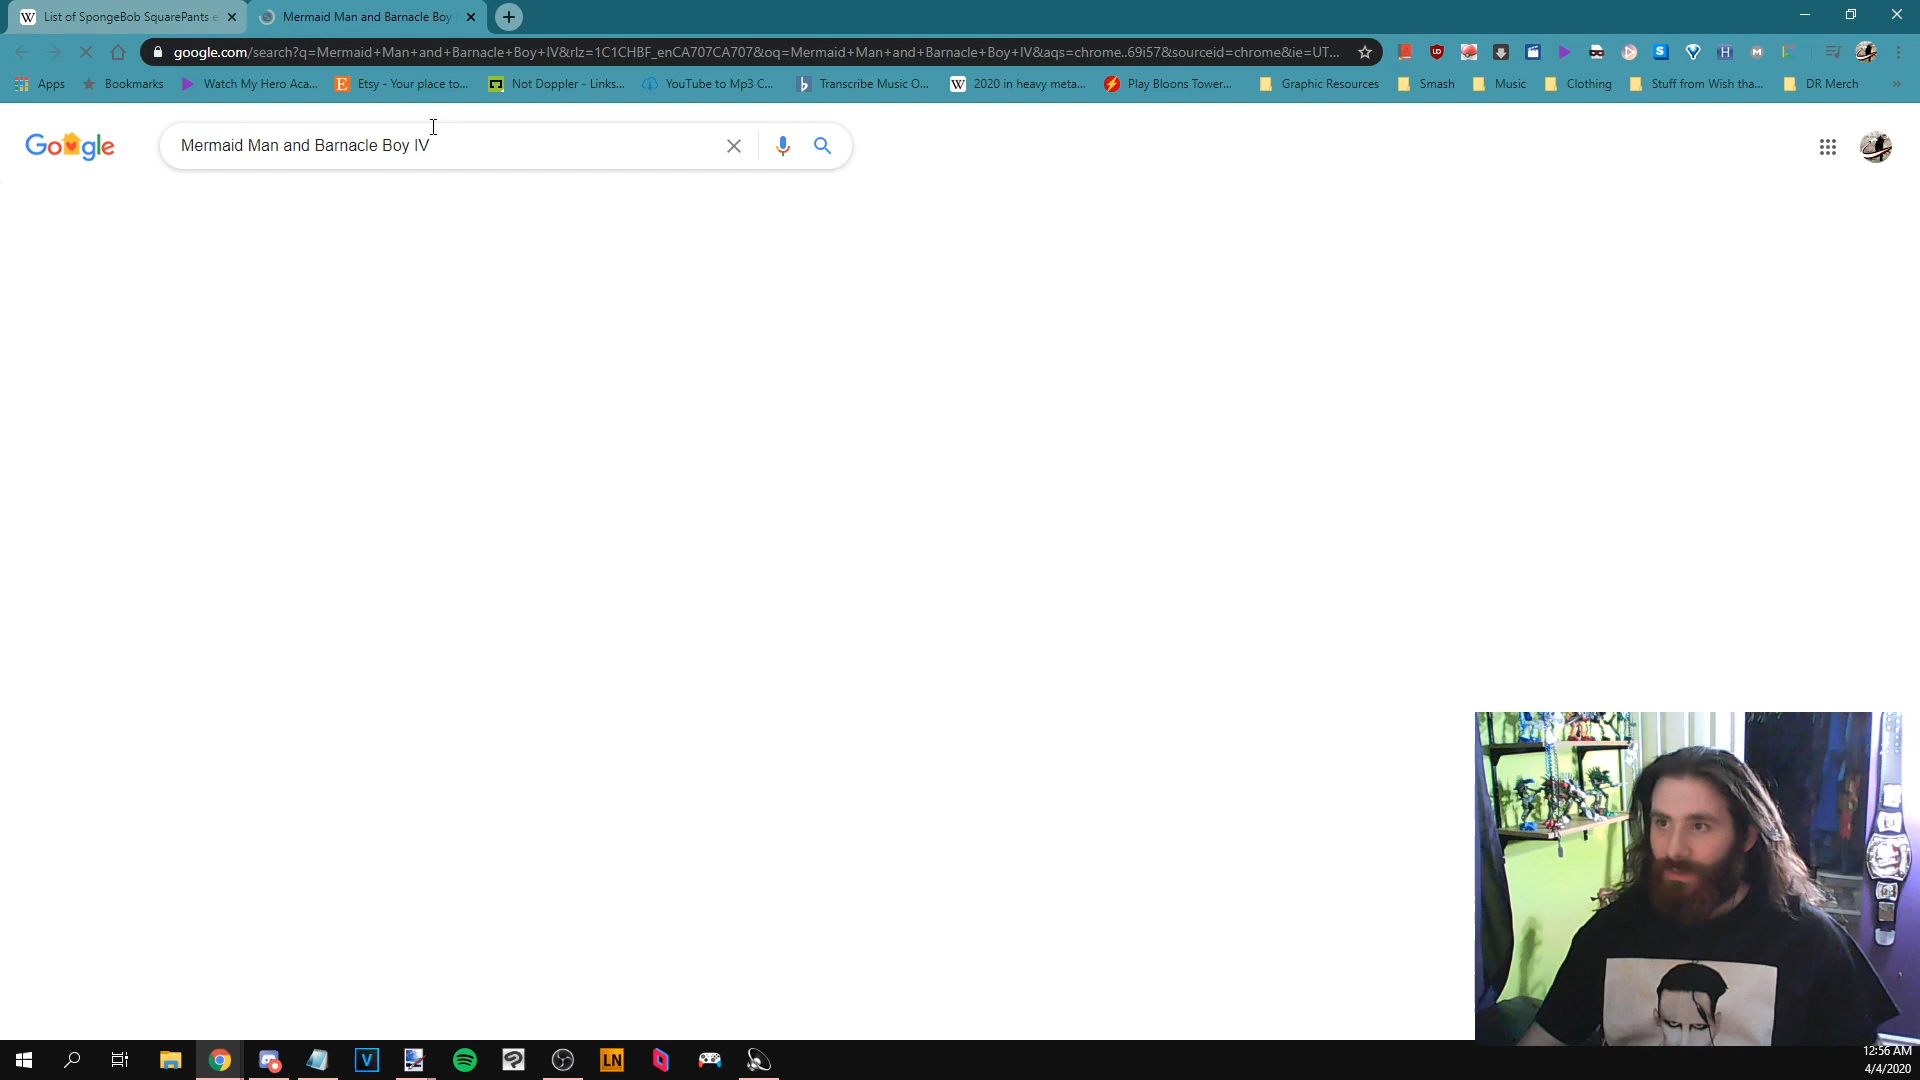 List of SpongeBob SquarePants e
Mermaid Man and Barnacle Boy
google.com/search?q=Mermaid+Man+and+Barnacle+Boy+IV&rlz=1C1CHBF_enCA707CA707&oq=Mermaid+Man+and+Barnacle+Boy+IV&aqs=chrome..69i57&sourceid=chrome&ie=UT...
Apps
Bookmarks
Watch My Hero Aca...
Etsy - Your place to...
Not Doppler - Links...
YouTube to Mp3 C...
Transcribe Music O...
2020 in heavy meta...
Play Bloons Tower...
Graphic Resources
Smash
Music
Clothing
Stuff from Wish tha...
DR Merch
Google
Mermaid Man and Barnacle Boy IV
LN
12:56 AM
4/4/2020